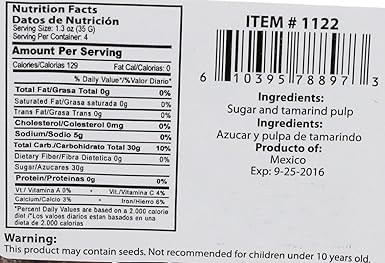 Nutrition Facts
Datos de Nutrición
Serving Size: 1.3 oz (35 G)
Servings Per Container: 4
Amount Per Serving
Calories/Calorias 129 Fat Cal/Calorias: 0
% Daily Value*/%Valor Diario*
Total Fat/Grasa Total 0g 0%
Saturated Fat/Grasa saturada 0g 0%
Trans Fat/Grasa Trans 0g 0%
Cholesterol/Colesterol 0mg 0%
Sodium/Sodio 5g 0%
Total Carb./Carbohidato Total 30g 10%
Dietary Fiber/Fibra Dietetica 0g 0%
Sugar/Azucares 30g
Protein/Proteinas 0g 0%
Vit./ Vitamina A 0% • Vit./Vitamina C 4%
Calcium/Calcio 3% • Iron/Hierro 6%
*Percent Daily Values are based on a 2,000 calorie
diet /*Los valores diarios estan basados en una
dieta de 2.000 calorias
ITEM # 1122
6 10395 78897 3
Ingredients:
Sugar and tamarind pulp
Ingredients:
Azucar y pulpa de tamarindo
Product of:
Mexico
Exp: 9-25-2016
Warning:
This product may contain seeds. Not recommended for children under 10 years old.